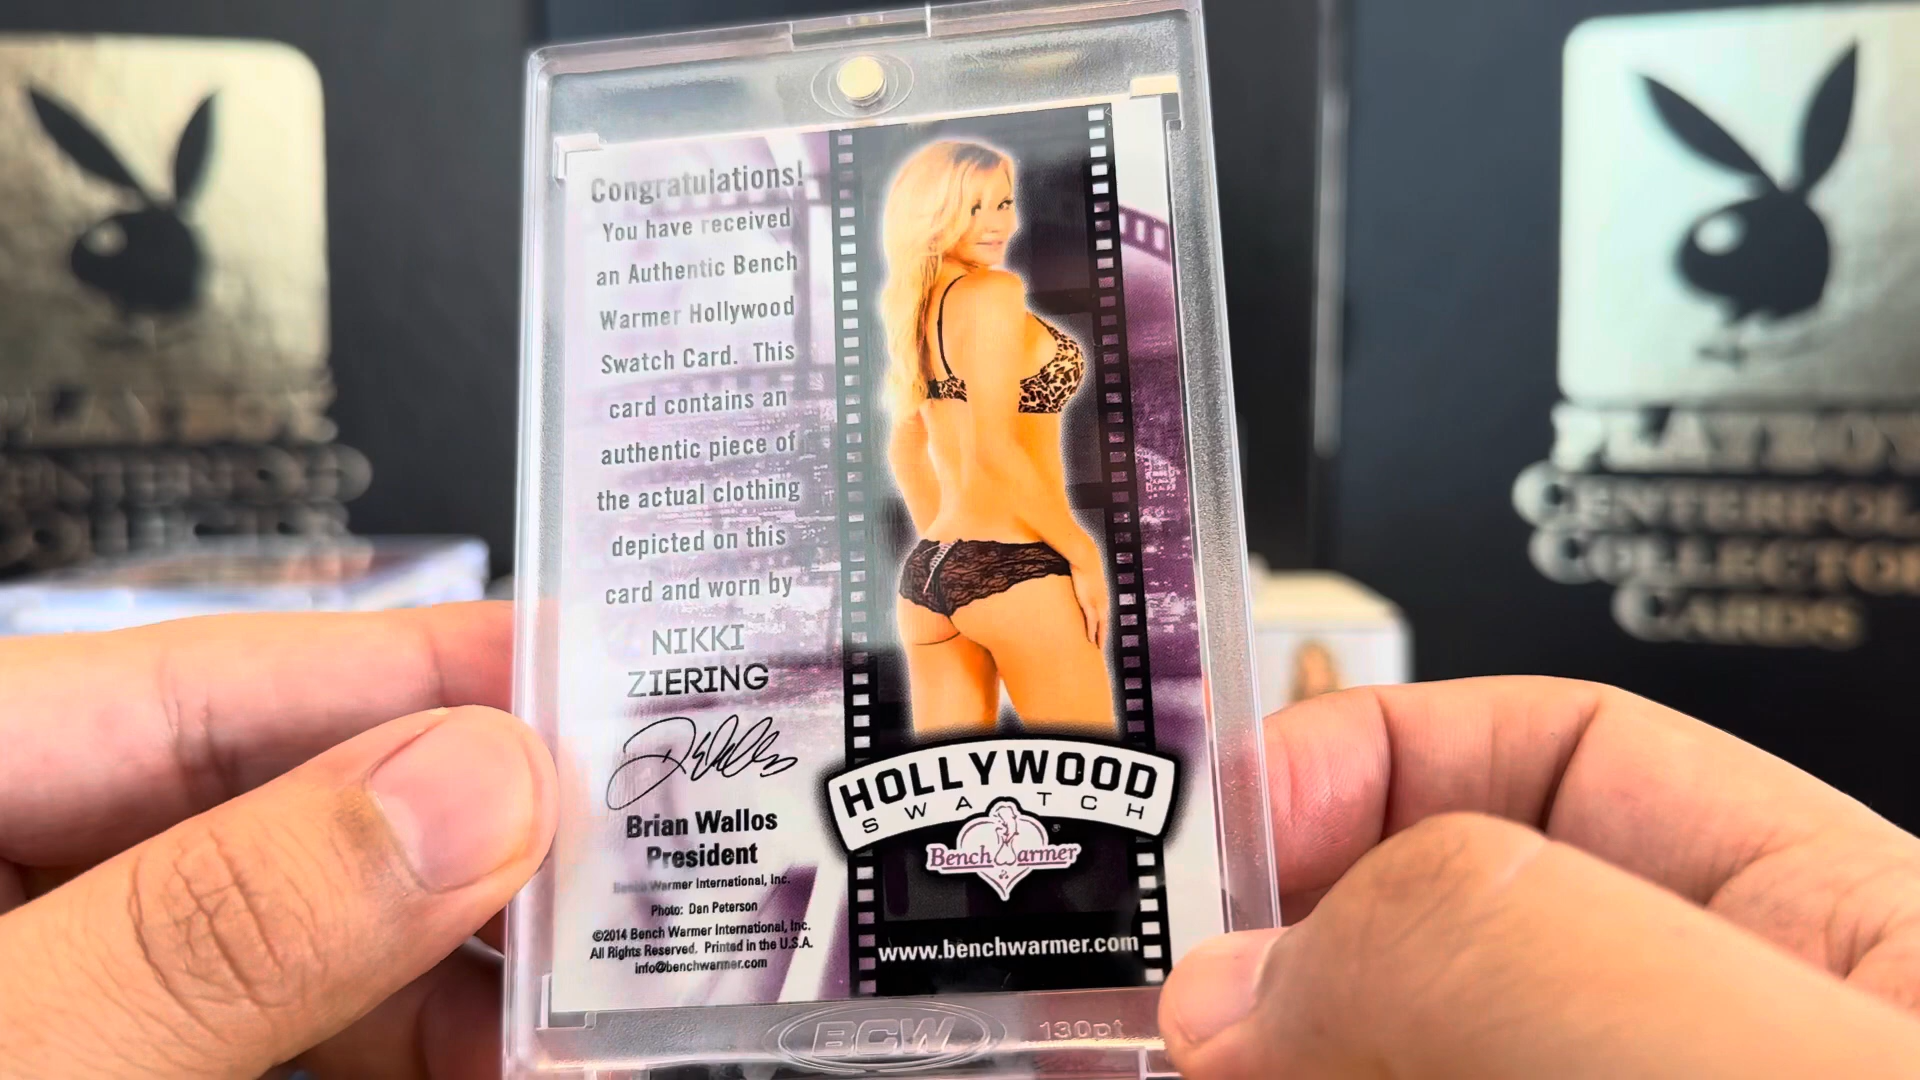 Congratulations!
You have received
an Authentic Bench
Warmer Hollywood
Swatch Card. This
card contains an
authentic piece of
the actual clothing
depicted on this
card and worn by
NIKKI
ZIERING
Brian Wallos
President
Bench Warmer International, Inc.
Photo: Dan Peterson
©2014 Bench Warmer International, Inc.
All Rights Reserved. Printed in the U.S.A.
info@benchwarmer.com
HOLLYWOOD
SWATCH
BenchWarmer
®
www.benchwarmer.com
BCW
130pt
PLAYBOY
CENTERFOL
COLLECTOR
CARDS